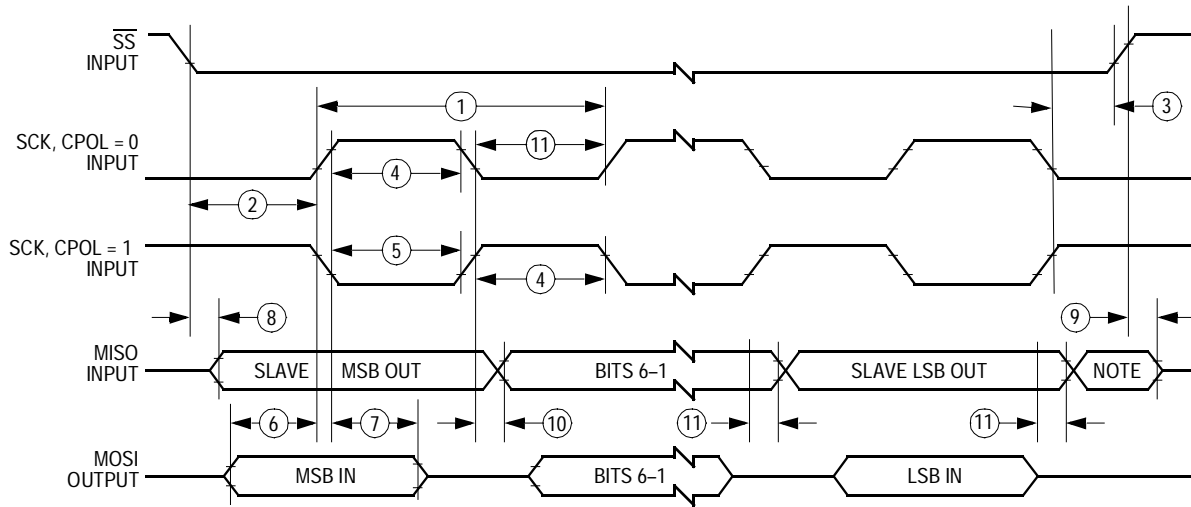 SS
INPUT
1
3
SCK, CPOL = 0
INPUT
11
4
2
SCK, CPOL = 1
INPUT
5
4
8
9
MISO
INPUT
SLAVE MSB OUT
BITS 6–1
SLAVE LSB OUT
NOTE
6
7
10
11
11
MOSI
OUTPUT
MSB IN
BITS 6–1
LSB IN